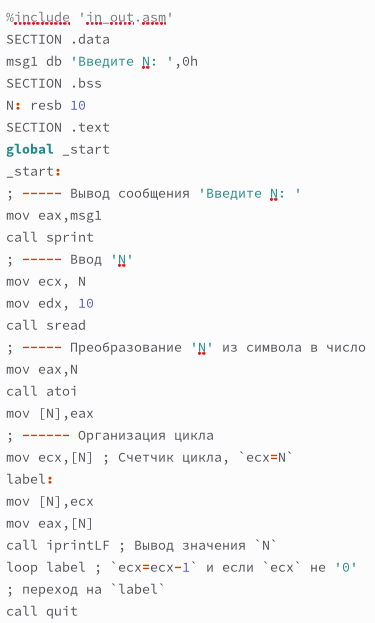 %include 'in_out.asm'
SECTION .data
msg1 db 'Введите N: ',0h
SECTION .bss
N: resb 10
SECTION .text
global _start
_start:
; ----- Вывод сообщения 'Введите N: '
mov eax,msg1
call sprint
; ----- Ввод 'N'
mov ecx, N
mov edx, 10
call sread
; ----- Преобразование 'N' из символа в число
mov eax,N
call atoi
mov [N],eax
; ------ Организация цикла
mov ecx,[N] ; Счетчик цикла, `ecx=N`
label:
mov [N],ecx
mov eax,[N]
call iprintLF ; Вывод значения `N`
loop label ; `ecx=ecx-1` и если `ecx` не '0'
; переход на `label`
call quit